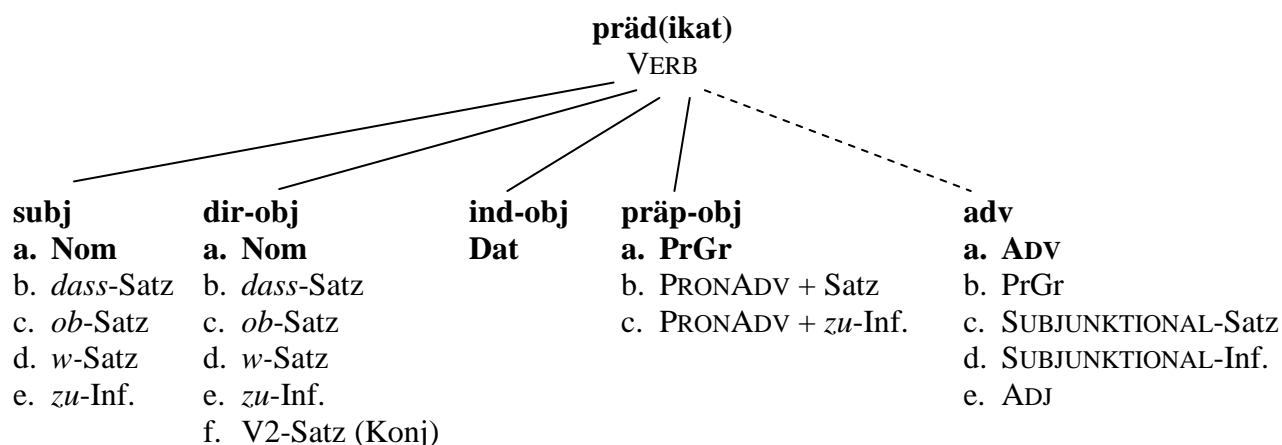 präd(ikat)
VERB
subj dir-obj ind-obj präp-obj adv
a. Nom a. Nom Dat a. PrGr a. ADV
b. dass-Satz b. dass-Satz b. PRONADV + Satz b. PrGr
c. ob-Satz c. ob-Satz c. PRONADV + zu-Inf. c. SUBJUNKTIONAL-Satz
d. w-Satz d. w-Satz d. SUBJUNKTIONAL-Inf.
e. zu-Inf. e. zu-Inf. e. ADJ
f. V2-Satz (Konj)